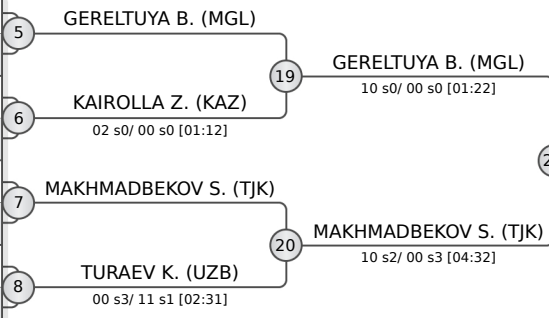 GERELTUYA B. (MGL)
5
19
GERELTUYA B. (MGL)
10 s0/ 00 s0 [01:22]
KAIROLLA Z. (KAZ)
6
02 s0/ 00 s0 [01:12]
MAKHMADBEKOV S. (TJK)
7
20
MAKHMADBEKOV S. (TJK)
10 s2/ 00 s3 [04:32]
TURAEV K. (UZB)
8
00 s3/ 11 s1 [02:31]